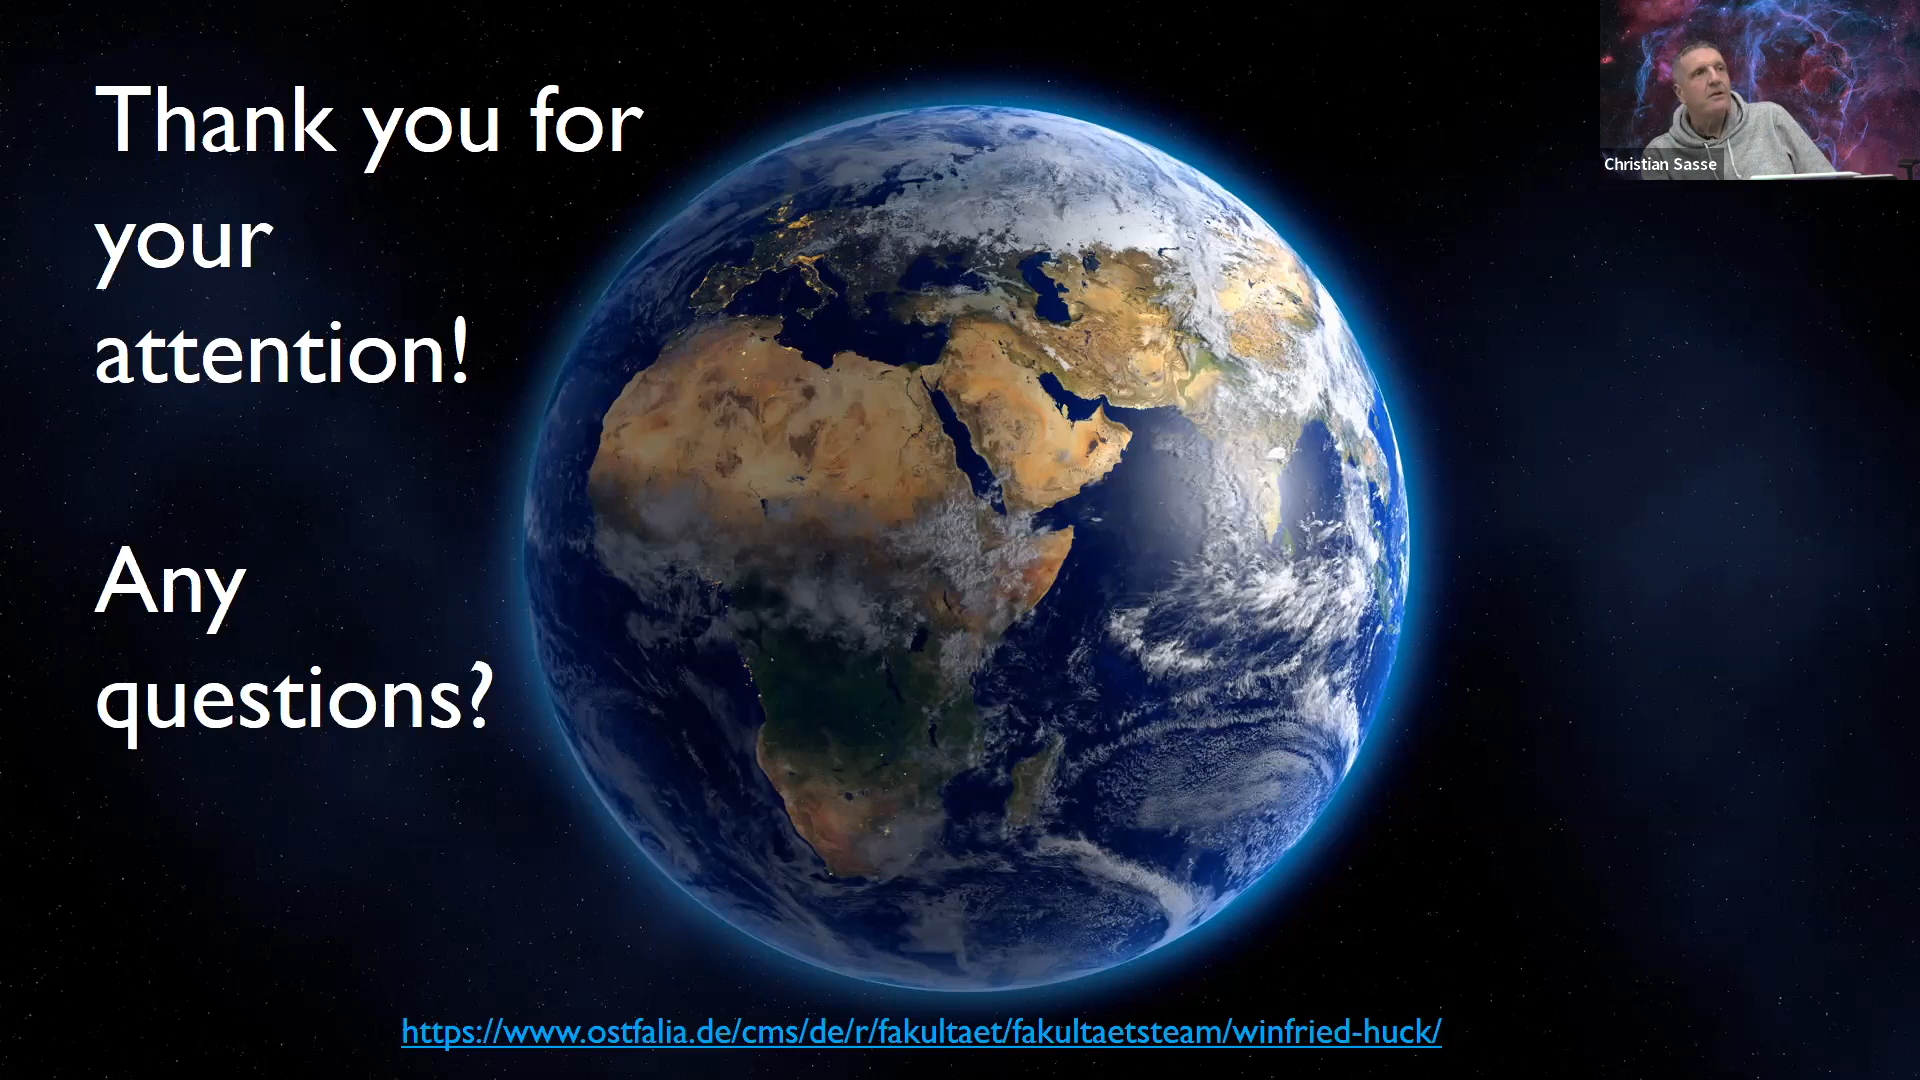 Thank you for
your
attention!
Any
questions?
Christian Sasse
https://www.ostfalia.de/cms/de/r/fakultaet/fakultaetsteam/winfried-huck/